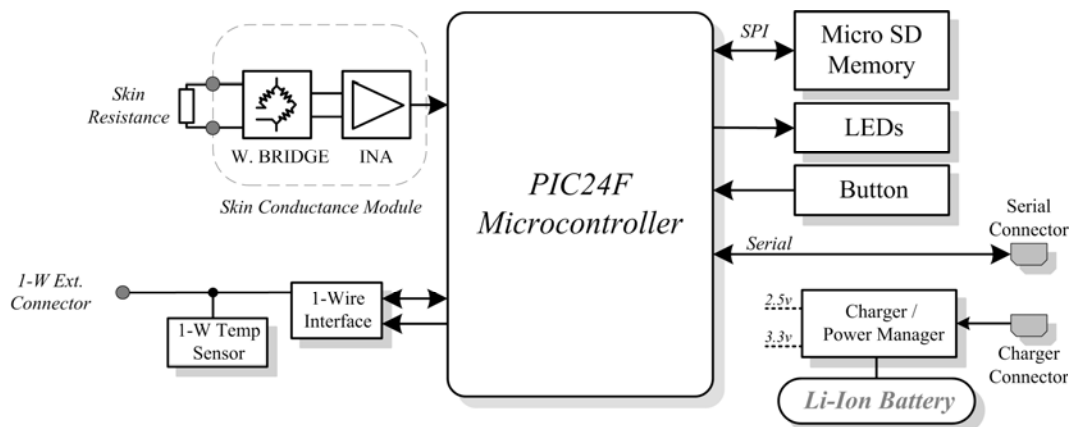 Skin
Resistance
W. BRIDGE
INA
Skin Conductance Module
1-W Ext.
Connector
1-Wire
Interface
1-W Temp
Sensor
PIC24F
Microcontroller
SPI
Micro SD
Memory
LEDs
Button
Serial
Serial
Connector
2.5v
3.3v
Charger /
Power Manager
Charger
Connector
Li-Ion Battery